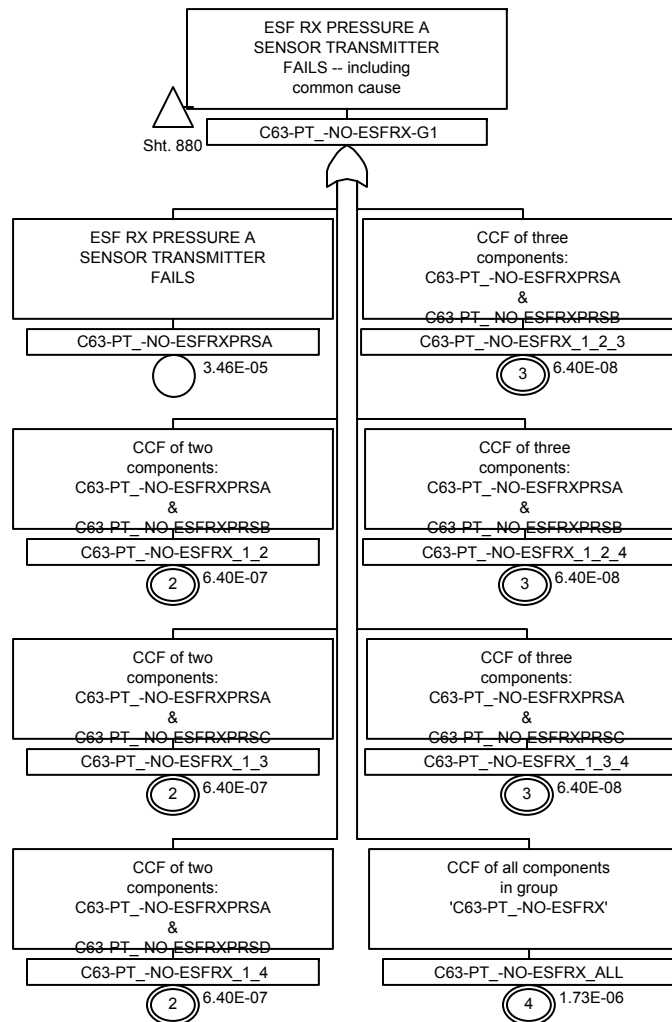 ESF RX PRESSURE A
SENSOR TRANSMITTER
FAILS -- including
common cause
Sht. 880
C63-PT_-NO-ESFRX-G1
ESF RX PRESSURE A
SENSOR TRANSMITTER
FAILS
C63-PT_-NO-ESFRXPRSA
3.46E-05
CCF of three
components:
C63-PT_-NO-ESFRXPRSA
&
C63-PT_-NO-ESFRXPRSB
C63-PT_-NO-ESFRX_1_2_3
3
6.40E-08
CCF of two
components:
C63-PT_-NO-ESFRXPRSA
&
C63-PT_-NO-ESFRXPRSB
C63-PT_-NO-ESFRX_1_2
2
6.40E-07
CCF of three
components:
C63-PT_-NO-ESFRXPRSA
&
C63-PT_-NO-ESFRXPRSB
C63-PT_-NO-ESFRX_1_2_4
3
6.40E-08
CCF of two
components:
C63-PT_-NO-ESFRXPRSA
&
C63-PT_-NO-ESFRXPRSC
C63-PT_-NO-ESFRX_1_3
2
6.40E-07
CCF of three
components:
C63-PT_-NO-ESFRXPRSA
&
C63-PT_-NO-ESFRXPRSC
C63-PT_-NO-ESFRX_1_3_4
3
6.40E-08
CCF of two
components:
C63-PT_-NO-ESFRXPRSA
&
C63-PT_-NO-ESFRXPRSD
C63-PT_-NO-ESFRX_1_4
2
6.40E-07
CCF of all components
in group
'C63-PT_-NO-ESFRX'
C63-PT_-NO-ESFRX_ALL
4
1.73E-06